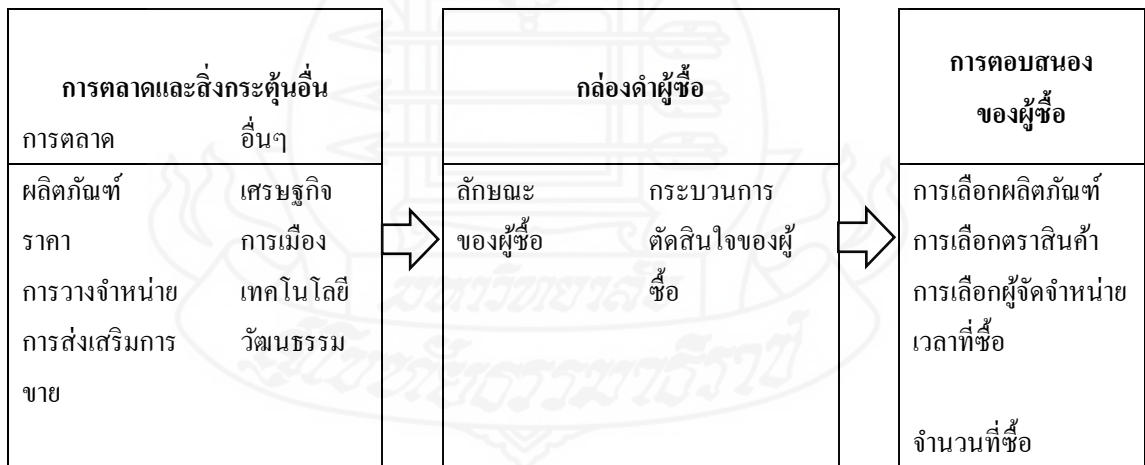 การตลาดและสิ่งกระตุ้นอื่น
การตลาด อื่นๆ
ผลิตภัณฑ์ เศรษฐกิจ
ราคา การเมือง
การวางจำหน่าย เทคโนโลยี
การส่งเสริมการ วัฒนธรรม
ขาย
กล่องดำผู้ซื้อ
ลักษณะ กระบวนการ
ของผู้ซื้อ ตัดสินใจของผู้
ซื้อ
การตอบสนอง
ของผู้ซื้อ
การเลือกผลิตภัณฑ์
การเลือกตราสินค้า
การเลือกผู้จัดจำหน่าย
เวลาที่ซื้อ
จำนวนที่ซื้อ